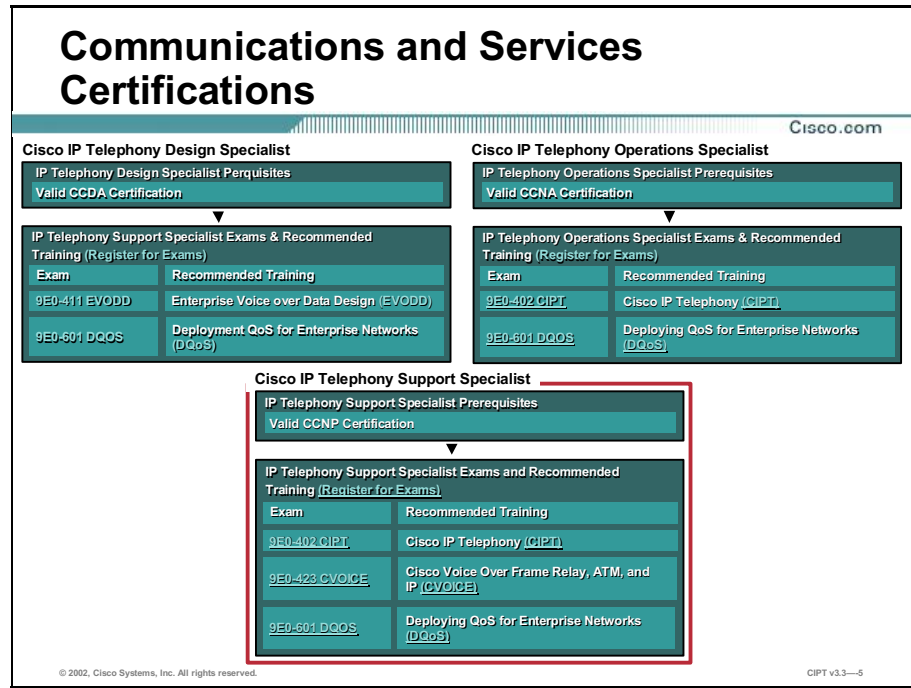 Communications and Services
Certifications
Cisco.com
Cisco IP Telephony Design Specialist
IP Telephony Design Specialist Perquisites
Valid CCDA Certification
IP Telephony Support Specialist Exams & Recommended
Training (Register for Exams)
Exam Recommended Training
9E0-411 EVODD Enterprise Voice over Data Design (EVODD)
9E0-601 DQOS Deployment QoS for Enterprise Networks
(DQoS)
Cisco IP Telephony Operations Specialist
IP Telephony Operations Specialist Prerequisites
Valid CCNA Certification
IP Telephony Operations Specialist Exams & Recommended
Training (Register for Exams)
Exam Recommended Training
9E0-402 CIPT Cisco IP Telephony (CIPT)
9E0-601 DQOS Deploying QoS for Enterprise Networks
(DQoS)
Cisco IP Telephony Support Specialist
IP Telephony Support Specialist Prerequisites
Valid CCNP Certification
IP Telephony Support Specialist Exams and Recommended
Training (Register for Exams)
Exam Recommended Training
9E0-402 CIPT Cisco IP Telephony (CIPT)
9E0-423 CVOICE Cisco Voice Over Frame Relay, ATM, and
IP (CVOICE)
9E0-601 DQOS Deploying QoS for Enterprise Networks
(DQoS)
© 2002, Cisco Systems, Inc. All rights reserved. CIPT v3.3—-5